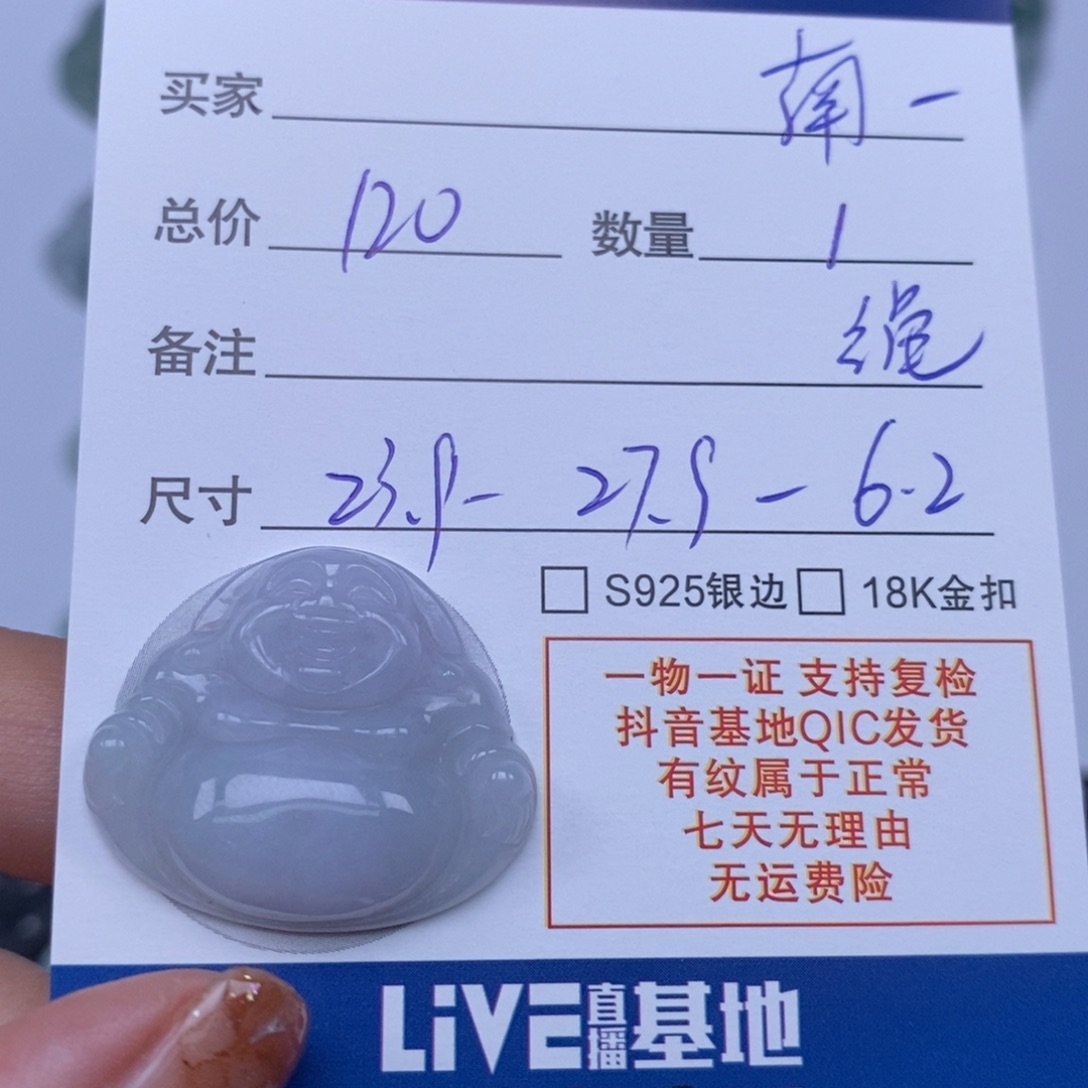 买家 南一
总价 120 数量 1
备注 绳
尺寸 23.9-27.9-6.2
S925银边 18K金扣
一物一证 支持复检
抖音基地QIC发货
有纹属于正常
七天无理由
无运费险
LiVE直播基地